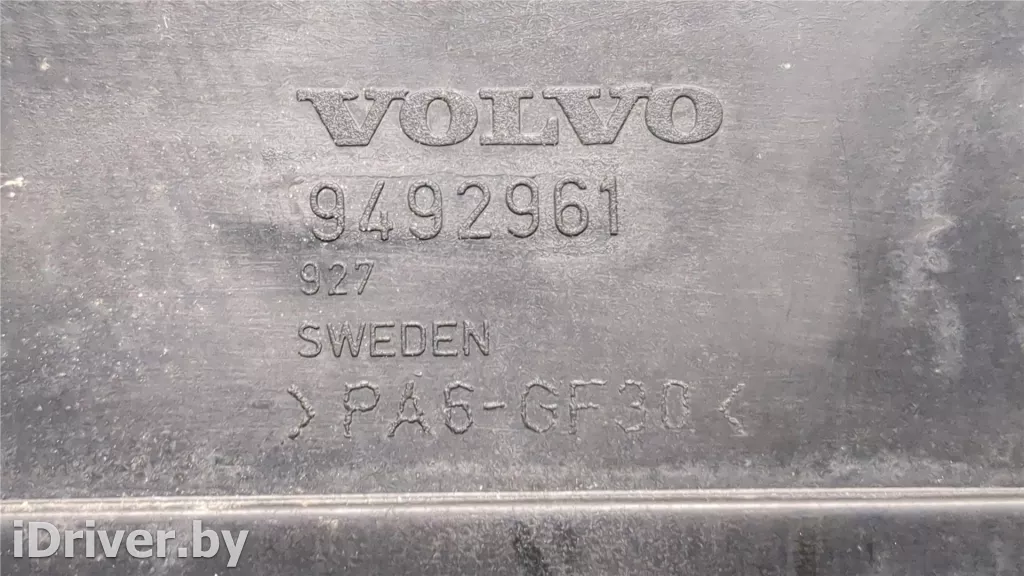 VOLVO
9492961
927
SWEDEN
>PA6-GF30<
iDriver.by